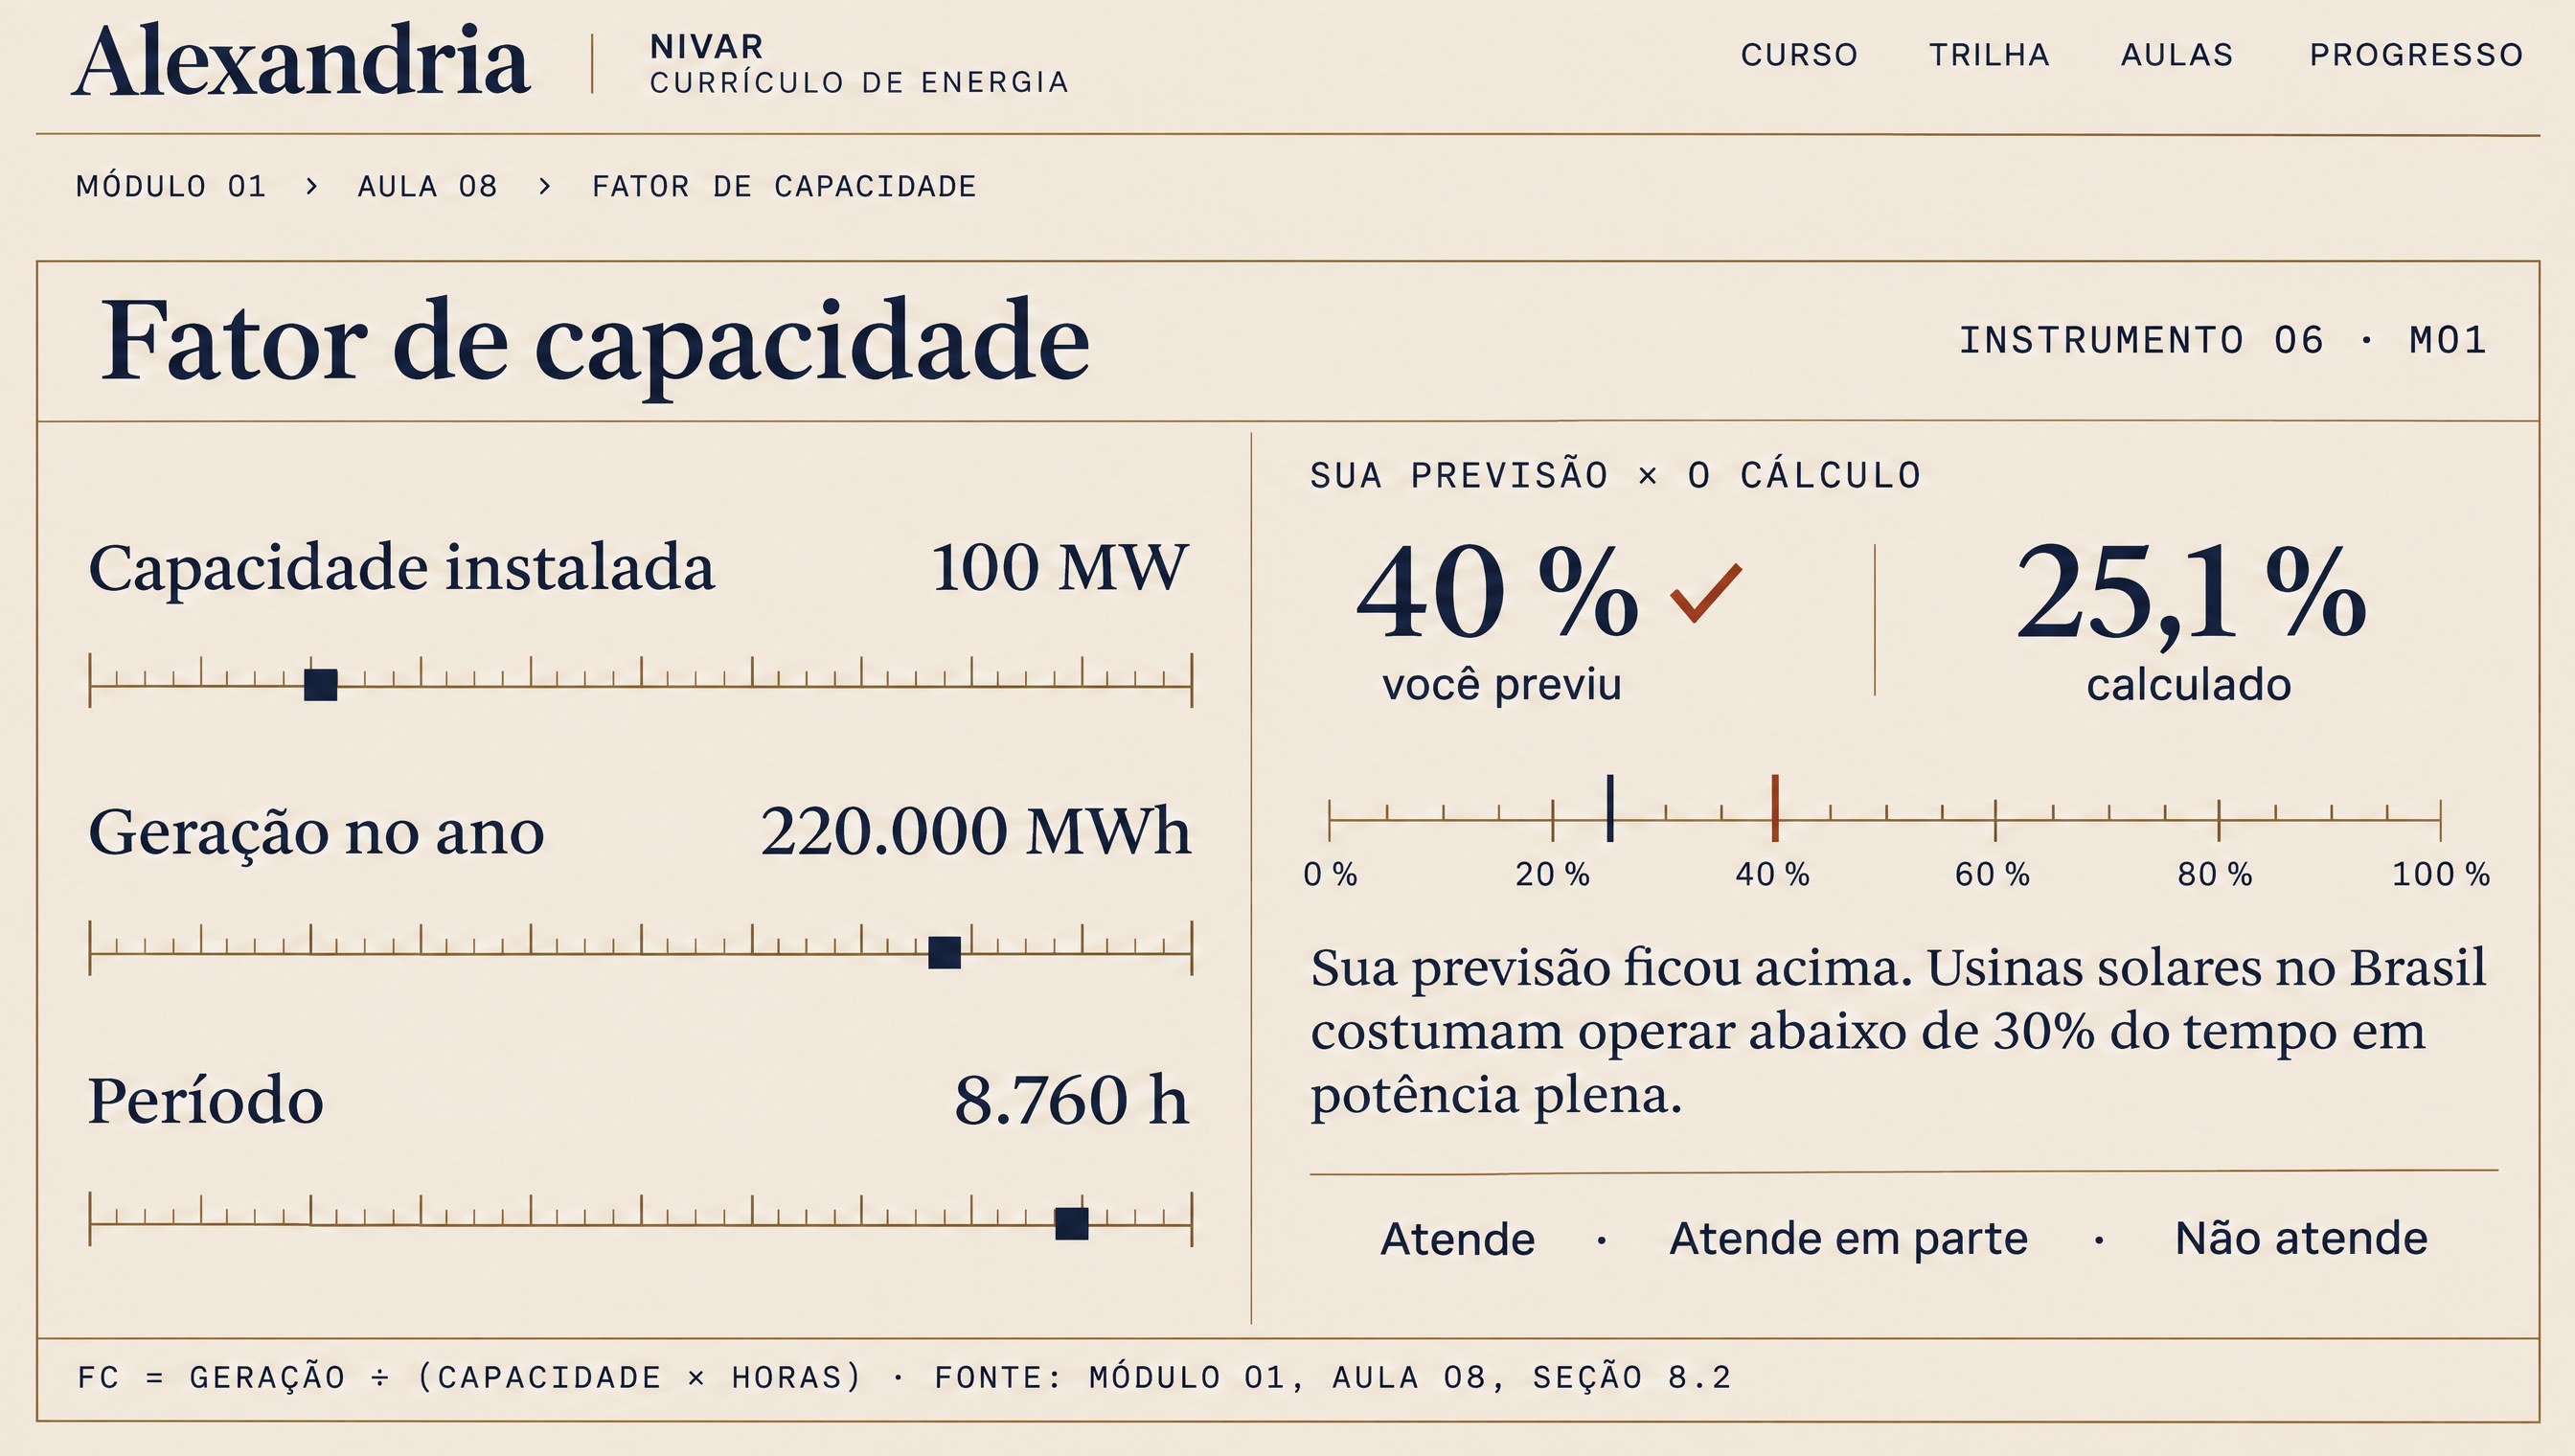 Alexandria
NIVAR
CURRÍCULO DE ENERGIA
CURSO TRILHA AULAS PROGRESSO
MÓDULO 01 › AULA 08 › FATOR DE CAPACIDADE
Fator de capacidade
INSTRUMENTO 06 · M01
Capacidade instalada 100 MW
Geração no ano 220.000 MWh
Período 8.760 h
SUA PREVISÃO × O CÁLCULO
40 % ✓ 25,1 %
você previu calculado
0 % 20 % 40 % 60 % 80 % 100 %
Sua previsão ficou acima. Usinas solares no Brasil
costumam operar abaixo de 30% do tempo em
potência plena.
Atende · Atende em parte · Não atende
FC = GERAÇÃO ÷ (CAPACIDADE × HORAS) · FONTE: MÓDULO 01, AULA 08, SEÇÃO 8.2